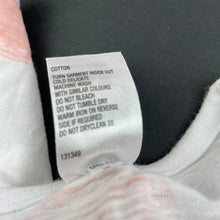 COTTON
TURN GARMENT INSIDE OUT
COLD DELICATE
MACHINE WASH
WITH SIMILAR COLOURS
DO NOT BLEACH
DO NOT TUMBLE DRY
WARM IRON ON REVERSE
SIDE IF REQUIRED
DO NOT DRYCLEAN
131349